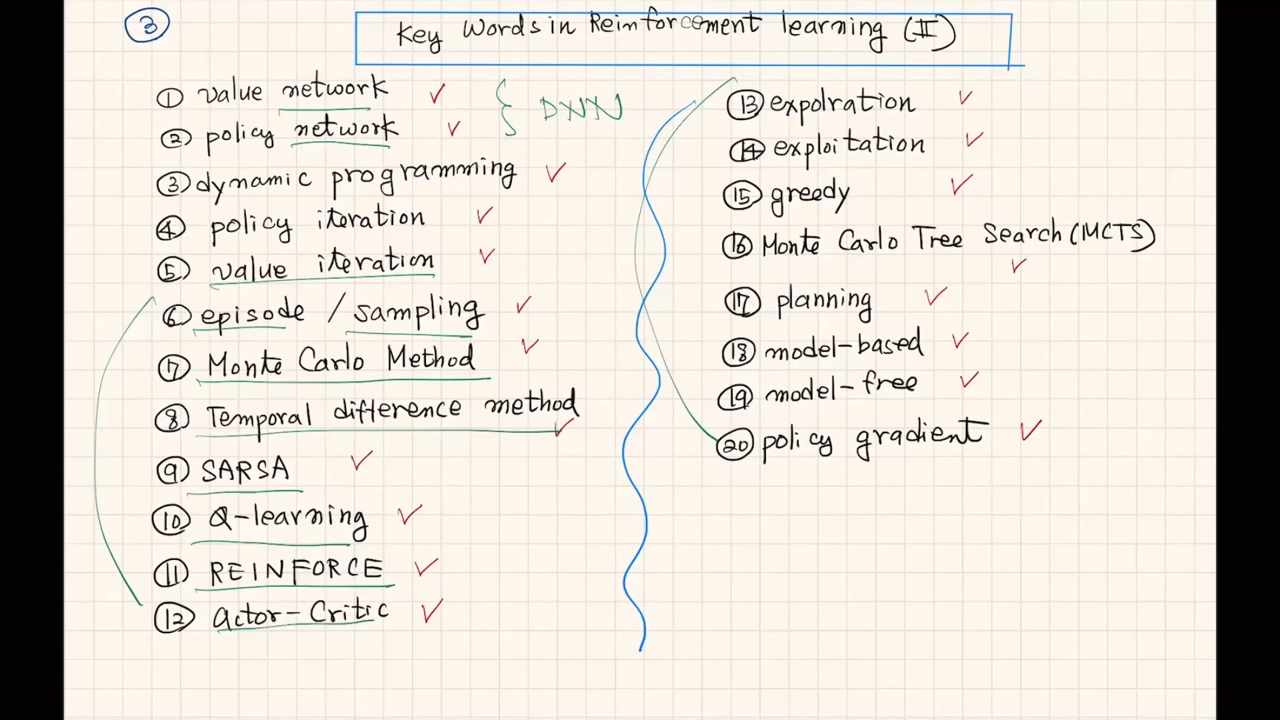 ③
Key Words in Reinforcement learning (II)
① value network ✓
② policy network ✓
} DNN
③ dynamic programming ✓
④ policy iteration ✓
⑤ value iteration ✓
⑥ episode / sampling ✓
⑦ Monte Carlo Method ✓
⑧ Temporal difference method ✓
⑨ SARSA ✓
⑩ Q-learning ✓
⑪ REINFORCE ✓
⑫ actor-Critic ✓
⑬ expolration ✓
⑭ exploitation ✓
⑮ greedy ✓
⑯ Monte Carlo Tree Search (MCTS) ✓
⑰ planning ✓
⑱ model-based ✓
⑲ model-free ✓
⑳ policy gradient ✓